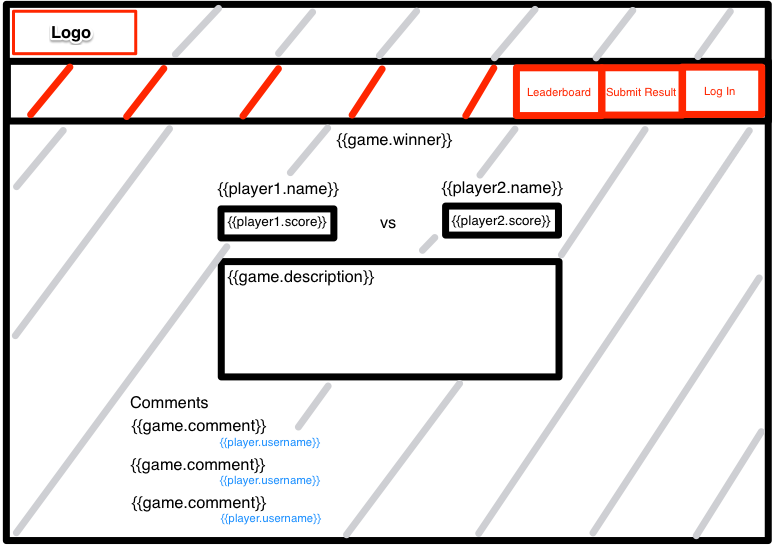 Logo
Leaderboard
Submit Result
Log In
{{game.winner}}
{{player1.name}}
{{player2.name}}
{{player1.score}}
vs
{{player2.score}}
{{game.description}}
Comments
{{game.comment}}
{{player.username}}
{{game.comment}}
{{player.username}}
{{game.comment}}
{{player.username}}